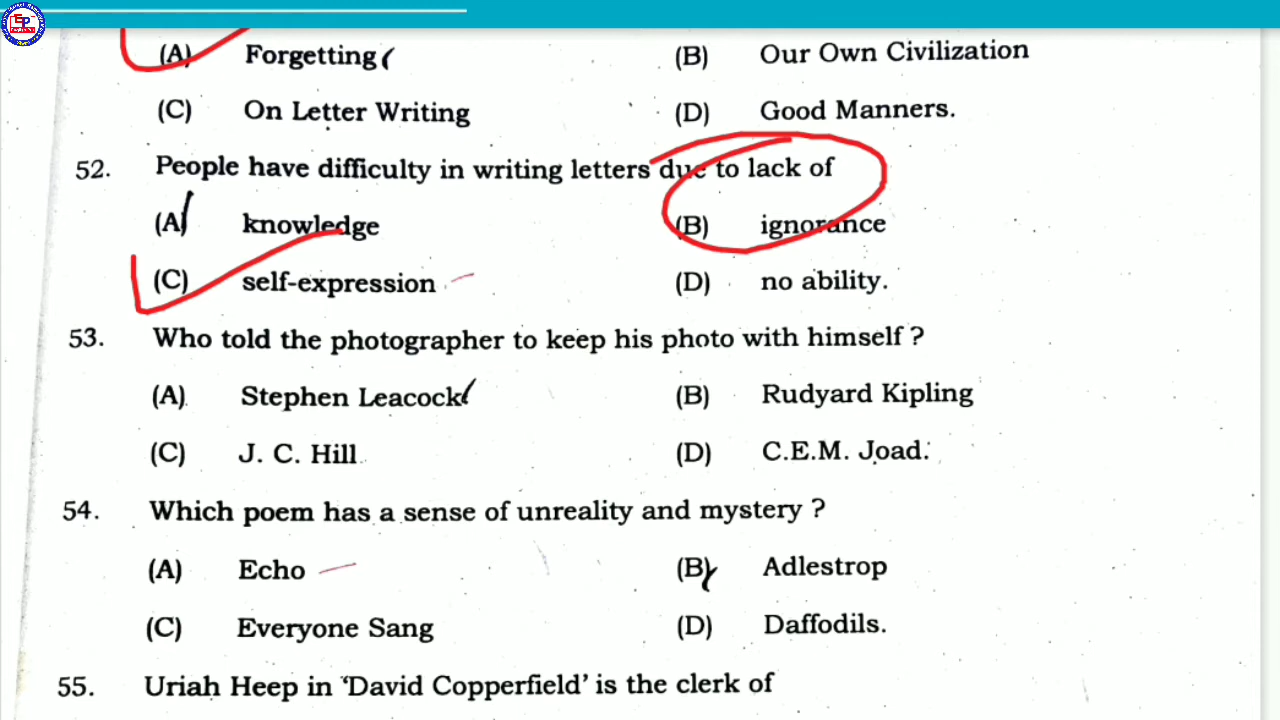 EP
(A) Forgetting (B) Our Own Civilization
(C) On Letter Writing (D) Good Manners.
52. People have difficulty in writing letters due to lack of
(A) knowledge (B) ignorance
(C) self-expression (D) no ability.
53. Who told the photographer to keep his photo with himself ?
(A) Stephen Leacock (B) Rudyard Kipling
(C) J. C. Hill (D) C.E.M. Joad.
54. Which poem has a sense of unreality and mystery ?
(A) Echo (B) Adlestrop
(C) Everyone Sang (D) Daffodils.
55. Uriah Heep in 'David Copperfield' is the clerk of